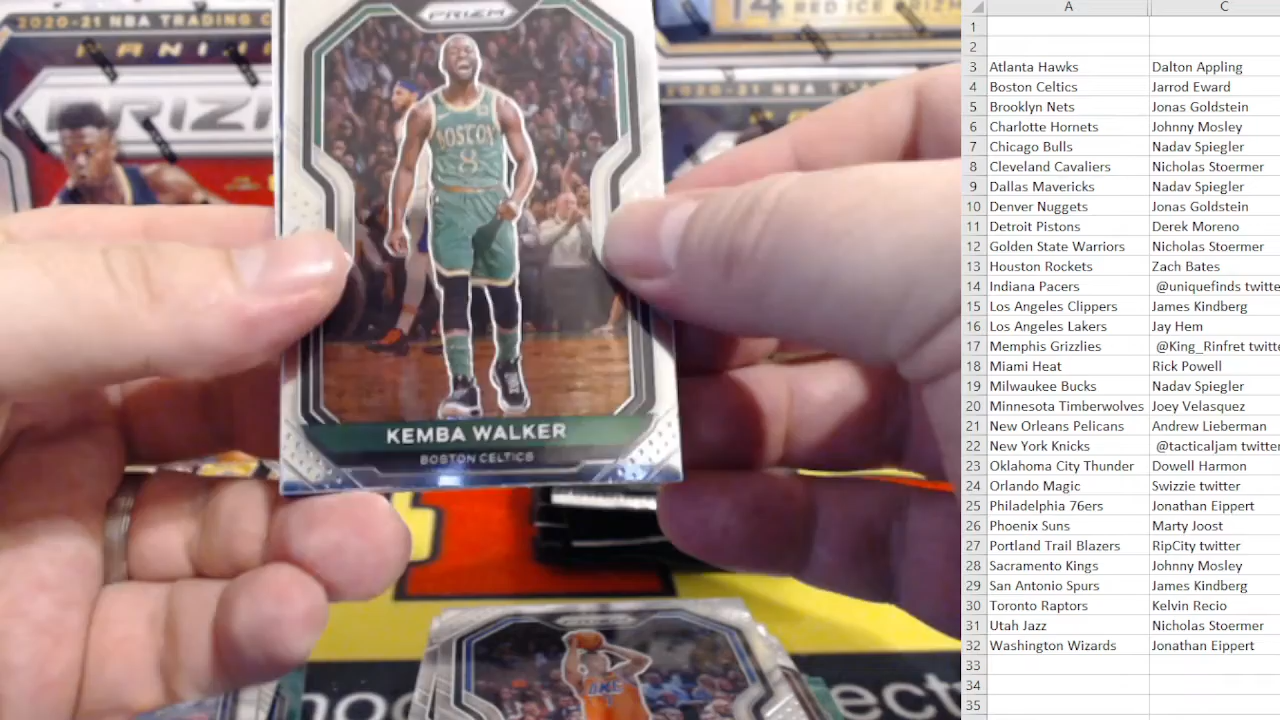 2020-21 NBA TRADING C
PANINI
PRIZM
PRIZM
14 RED ICE PRIZM
2020-21 NBA T
BOSTON
8
KEMBA WALKER
BOSTON CELTICS
OKC
A C
1
2
3 Atlanta Hawks Dalton Appling
4 Boston Celtics Jarrod Eward
5 Brooklyn Nets Jonas Goldstein
6 Charlotte Hornets Johnny Mosley
7 Chicago Bulls Nadav Spiegler
8 Cleveland Cavaliers Nicholas Stoermer
9 Dallas Mavericks Nadav Spiegler
10 Denver Nuggets Jonas Goldstein
11 Detroit Pistons Derek Moreno
12 Golden State Warriors Nicholas Stoermer
13 Houston Rockets Zach Bates
14 Indiana Pacers @uniquefinds twitte
15 Los Angeles Clippers James Kindberg
16 Los Angeles Lakers Jay Hem
17 Memphis Grizzlies @King_Rinfret twitte
18 Miami Heat Rick Powell
19 Milwaukee Bucks Nadav Spiegler
20 Minnesota Timberwolves Joey Velasquez
21 New Orleans Pelicans Andrew Lieberman
22 New York Knicks @tacticaljam twitter
23 Oklahoma City Thunder Dowell Harmon
24 Orlando Magic Swizzie twitter
25 Philadelphia 76ers Jonathan Eippert
26 Phoenix Suns Marty Joost
27 Portland Trail Blazers RipCity twitter
28 Sacramento Kings Johnny Mosley
29 San Antonio Spurs James Kindberg
30 Toronto Raptors Kelvin Recio
31 Utah Jazz Nicholas Stoermer
32 Washington Wizards Jonathan Eippert
33
34
35